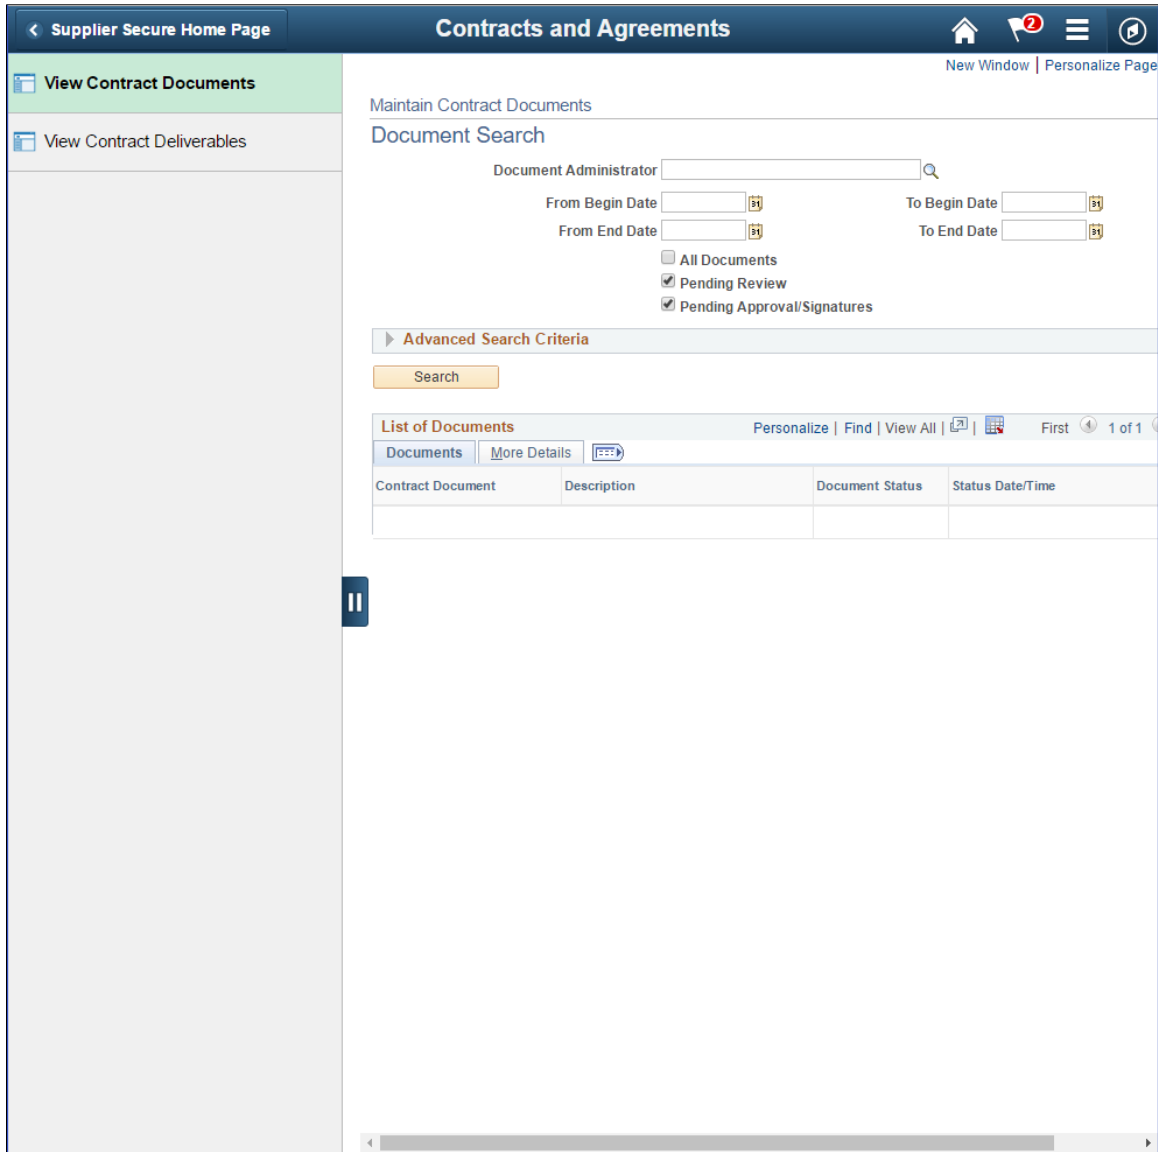 Supplier Secure Home Page
Contracts and Agreements
2
New Window | Personalize Page
View Contract Documents
View Contract Deliverables
Maintain Contract Documents
Document Search
Document Administrator
From Begin Date
To Begin Date
From End Date
To End Date
All Documents
Pending Review
Pending Approval/Signatures
Advanced Search Criteria
Search
List of Documents
Personalize | Find | View All | | First 1 of 1
Documents
More Details
Contract Document
Description
Document Status
Status Date/Time